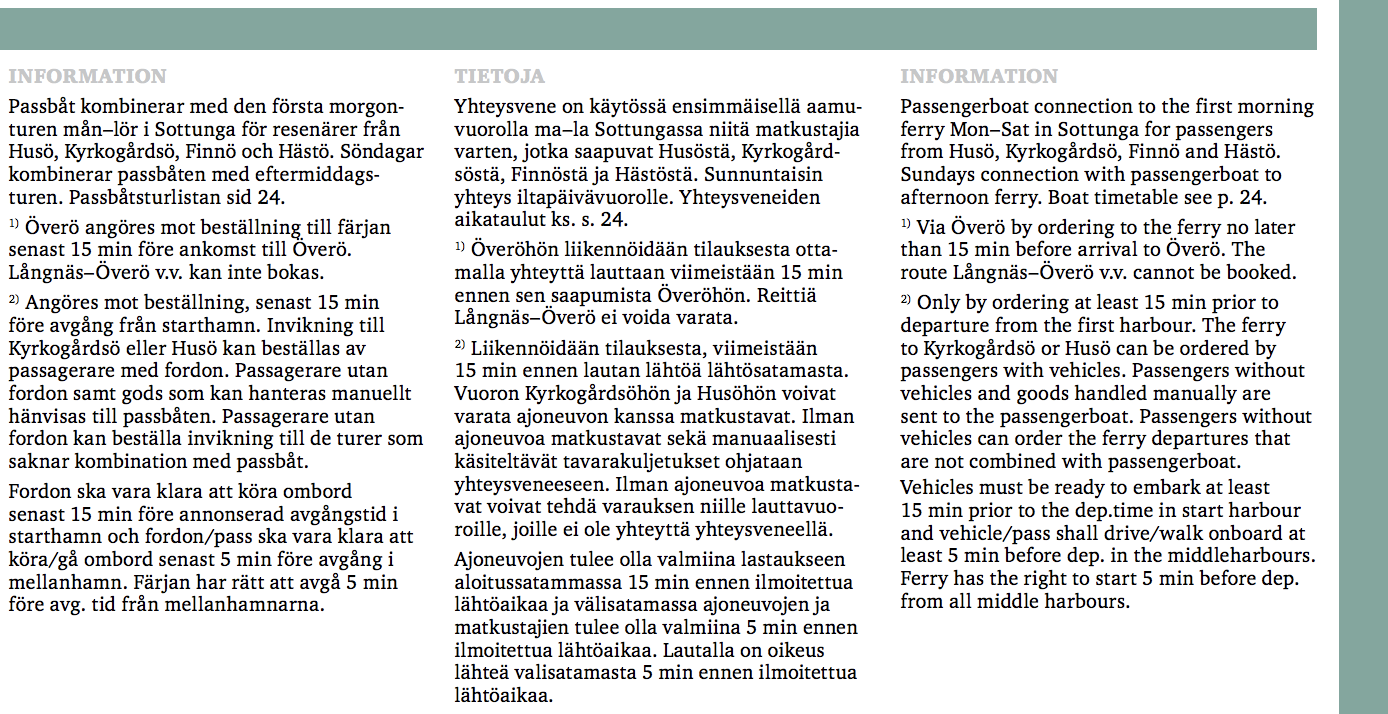 INFORMATION
Passbåt kombinerar med den första morgon-
turen mån–lör i Sottunga för resenärer från
Husö, Kyrkogårdsö, Finnö och Hästö. Söndagar
kombinerar passbåten med eftermiddags-
turen. Passbåtsturlistan sid 24.
1) Överö angöres mot beställning till färjan
senast 15 min före ankomst till Överö.
Långnäs–Överö v.v. kan inte bokas.
2) Angöres mot beställning, senast 15 min
före avgång från starthamn. Invikning till
Kyrkogårdsö eller Husö kan beställas av
passagerare med fordon. Passagerare utan
fordon samt gods som kan hanteras manuellt
hänvisas till passbåten. Passagerare utan
fordon kan beställa invikning till de turer som
saknar kombination med passbåt.
Fordon ska vara klara att köra ombord
senast 15 min före annonserad avgångstid i
starthamn och fordon/pass ska vara klara att
köra/gå ombord senast 5 min före avgång i
mellanhamn. Färjan har rätt att avgå 5 min
före avg. tid från mellanhamnarna.
TIETOJA
Yhteysvene on käytössä ensimmäisellä aamu-
vuorolla ma–la Sottungassa niitä matkustajia
varten, jotka saapuvat Husöstä, Kyrkogård-
söstä, Finnöstä ja Hästöstä. Sunnuntaisin
yhteys iltapäivävuorolle. Yhteysveneiden
aikataulut ks. s. 24.
1) Överöhön liikennöidään tilauksesta otta-
malla yhteyttä lauttaan viimeistään 15 min
ennen sen saapumista Överöhön. Reittiä
Långnäs–Överö ei voida varata.
2) Liikennöidään tilauksesta, viimeistään
15 min ennen lautan lähtöä lähtösatamasta.
Vuoron Kyrkogårdsöhön ja Husöhön voivat
varata ajoneuvon kanssa matkustavat. Ilman
ajoneuvoa matkustavat sekä manuaalisesti
käsiteltävät tavarakuljetukset ohjataan
yhteysveneeseen. Ilman ajoneuvoa matkusta-
vat voivat tehdä varauksen niille lauttavuo-
roille, joille ei ole yhteyttä yhteysveneellä.
Ajoneuvojen tulee olla valmiina lastaukseen
aloitussatammassa 15 min ennen ilmoitettua
lähtöaikaa ja välisatamassa ajoneuvojen ja
matkustajien tulee olla valmiina 5 min ennen
ilmoitettua lähtöaikaa. Lautalla on oikeus
lähteä valisatamasta 5 min ennen ilmoitettua
lähtöaikaa.
INFORMATION
Passengerboat connection to the first morning
ferry Mon–Sat in Sottunga for passengers
from Husö, Kyrkogårdsö, Finnö and Hästö.
Sundays connection with passengerboat to
afternoon ferry. Boat timetable see p. 24.
1) Via Överö by ordering to the ferry no later
than 15 min before arrival to Överö. The
route Långnäs–Överö v.v. cannot be booked.
2) Only by ordering at least 15 min prior to
departure from the first harbour. The ferry
to Kyrkogårdsö or Husö can be ordered by
passengers with vehicles. Passengers without
vehicles and goods handled manually are
sent to the passengerboat. Passengers without
vehicles can order the ferry departures that
are not combined with passengerboat.
Vehicles must be ready to embark at least
15 min prior to the dep.time in start harbour
and vehicle/pass shall drive/walk onboard at
least 5 min before dep. in the middleharbours.
Ferry has the right to start 5 min before dep.
from all middle harbours.